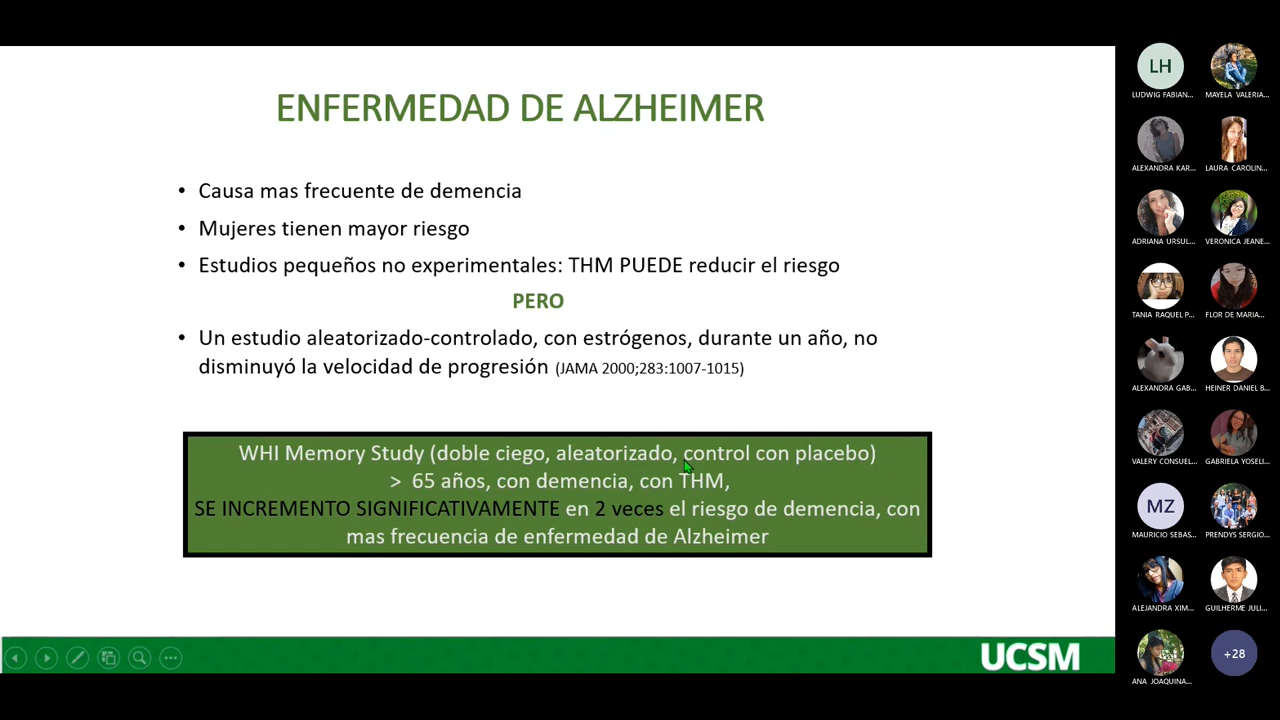 ENFERMEDAD DE ALZHEIMER
• Causa mas frecuente de demencia
• Mujeres tienen mayor riesgo
• Estudios pequeños no experimentales: THM PUEDE reducir el riesgo
PERO
• Un estudio aleatorizado-controlado, con estrógenos, durante un año, no
disminuyó la velocidad de progresión (JAMA 2000;283:1007-1015)
WHI Memory Study (doble ciego, aleatorizado, control con placebo)
> 65 años, con demencia, con THM,
SE INCREMENTO SIGNIFICATIVAMENTE en 2 veces el riesgo de demencia, con
mas frecuencia de enfermedad de Alzheimer
UCSM
LH
LUDWIG FABIAN...
MAYELA VALERIA...
ALEXANDRA KAR...
LAURA CAROLIN...
ADRIANA URSUL...
VERONICA JEANE...
TANIA RAQUEL P...
FLOR DE MARIA...
ALEXANDRA GAB...
HEINER DANIEL B...
VALERY CONSUEL...
GABRIELA YOSELI...
MZ
MAURICIO SEBAS...
PRENDYS SERGIO...
ALEJANDRA XIM...
GUILHERME JULI...
ANA JOAQUINA...
+28